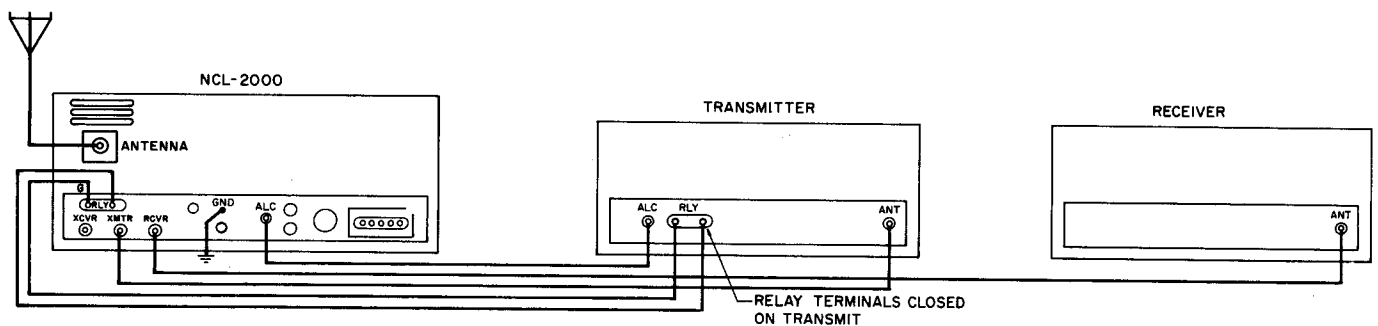 NCL-2000
ANTENNA
G
RLY
XCVR XMTR RCVR
GND
ALC
TRANSMITTER
ALC RLY ANT
RECEIVER
ANT
RELAY TERMINALS CLOSED
ON TRANSMIT